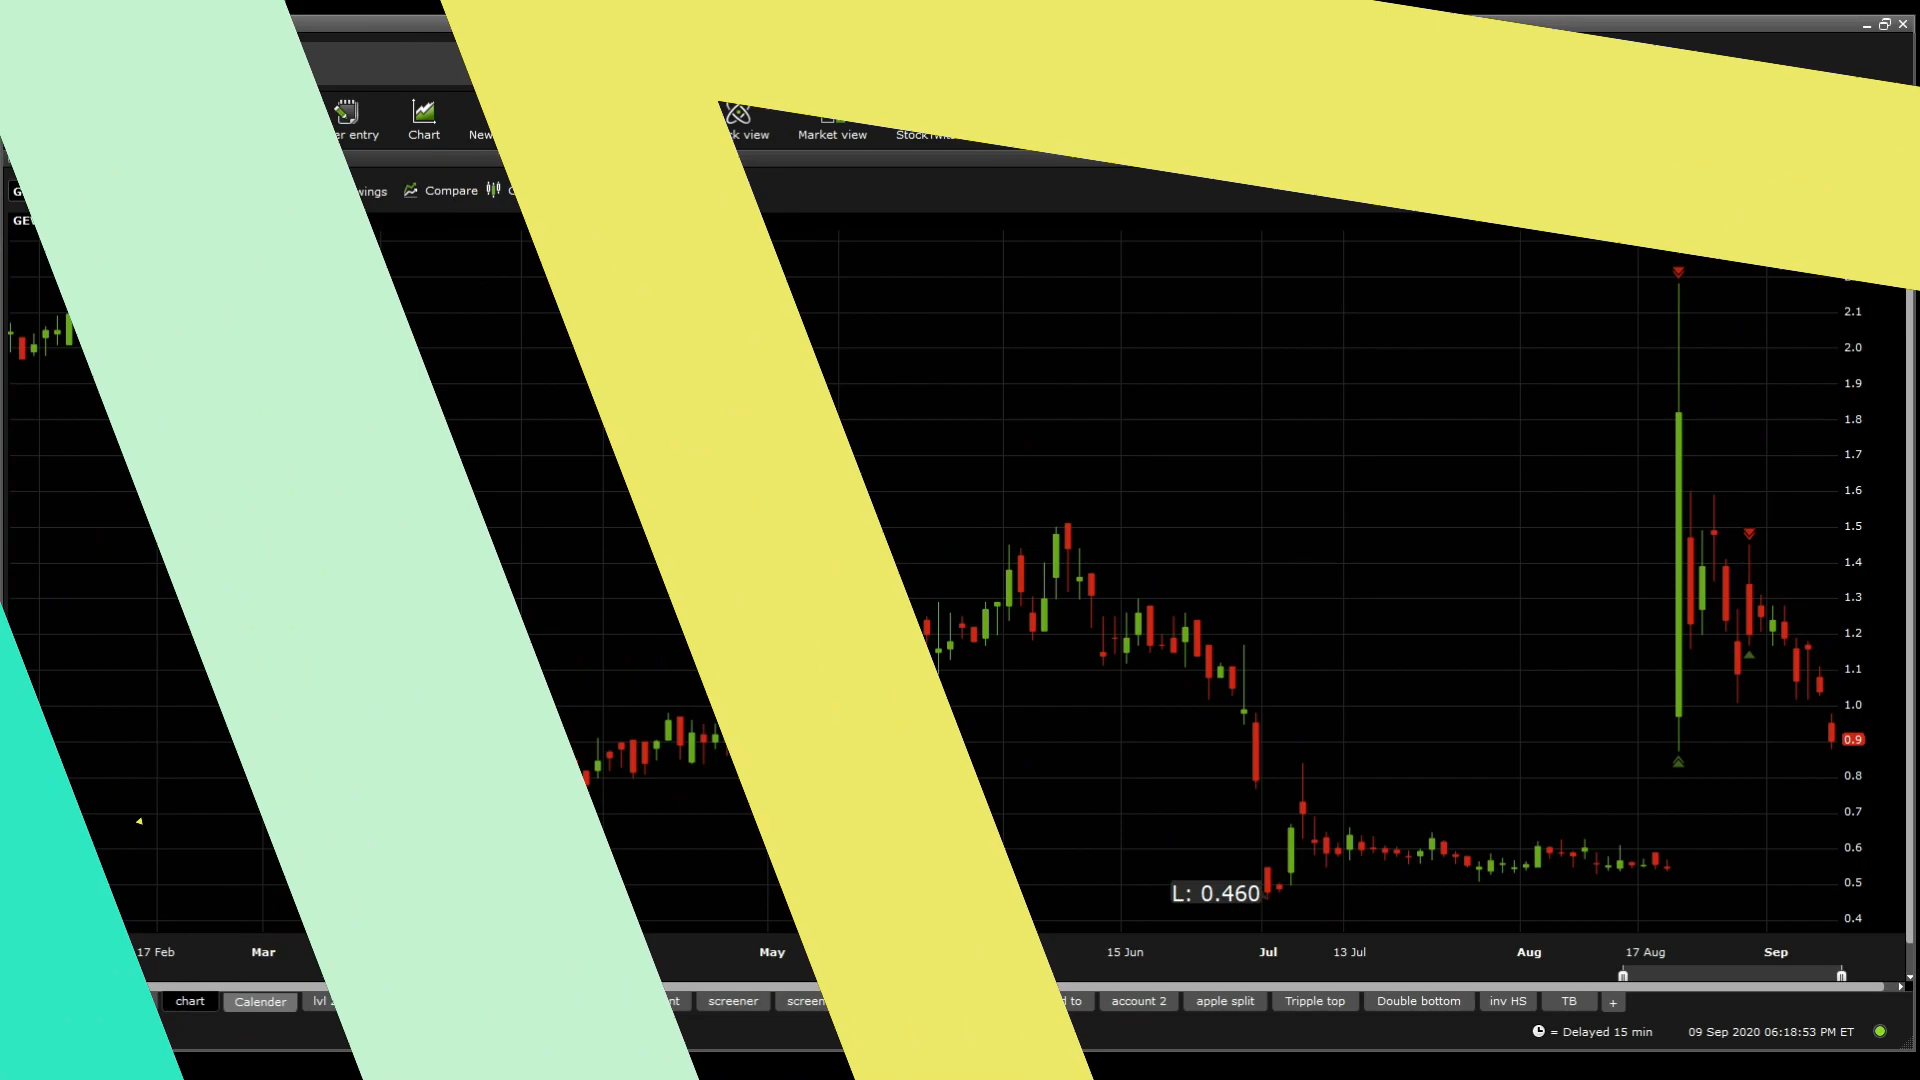 er entry Chart New k view Market view
wings Compare
GE
2.1
2.0
1.9
1.8
1.7
1.6
1.5
1.4
1.3
1.2
1.1
1.0
0.9
0.8
0.7
0.6
0.5
0.4
L: 0.460
17 Feb Mar May 15 Jun Jul 13 Jul Aug 17 Aug Sep
chart Calender lvl nt screener screen d to account 2 apple split Tripple top Double bottom inv HS TB +
= Delayed 15 min 09 Sep 2020 06:18:53 PM ET